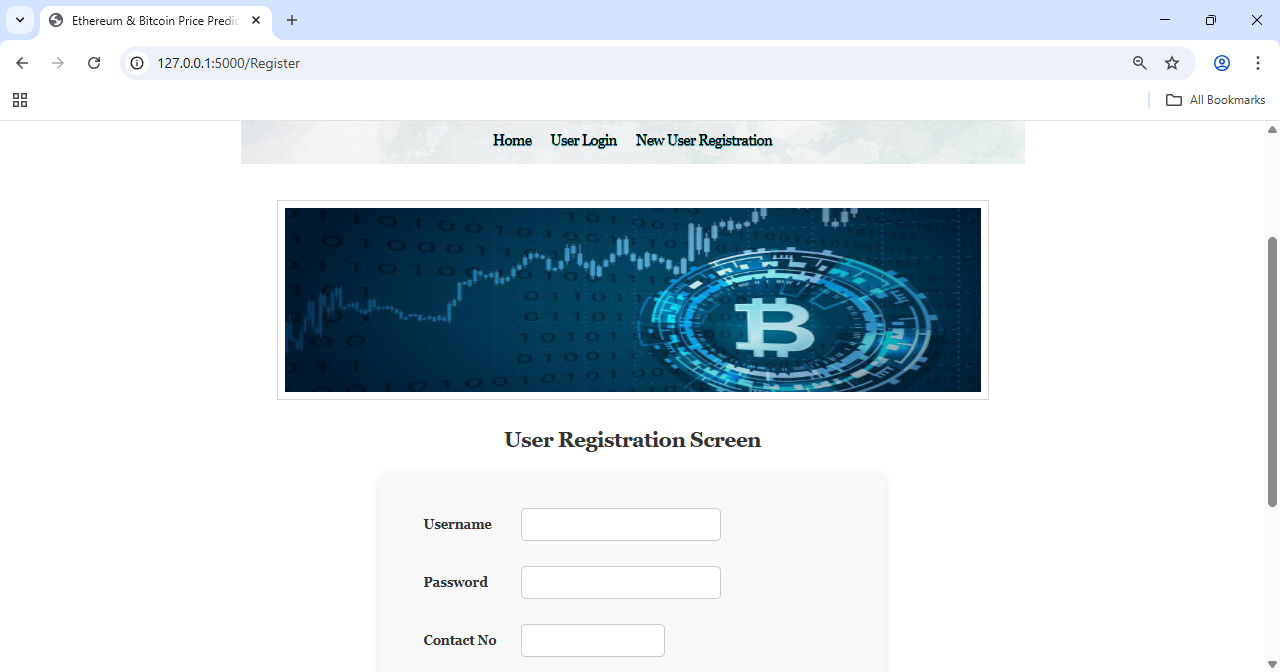 Ethereum & Bitcoin Price Predic
127.0.0.1:5000/Register
All Bookmarks
Home User Login New User Registration
User Registration Screen
Username
Password
Contact No